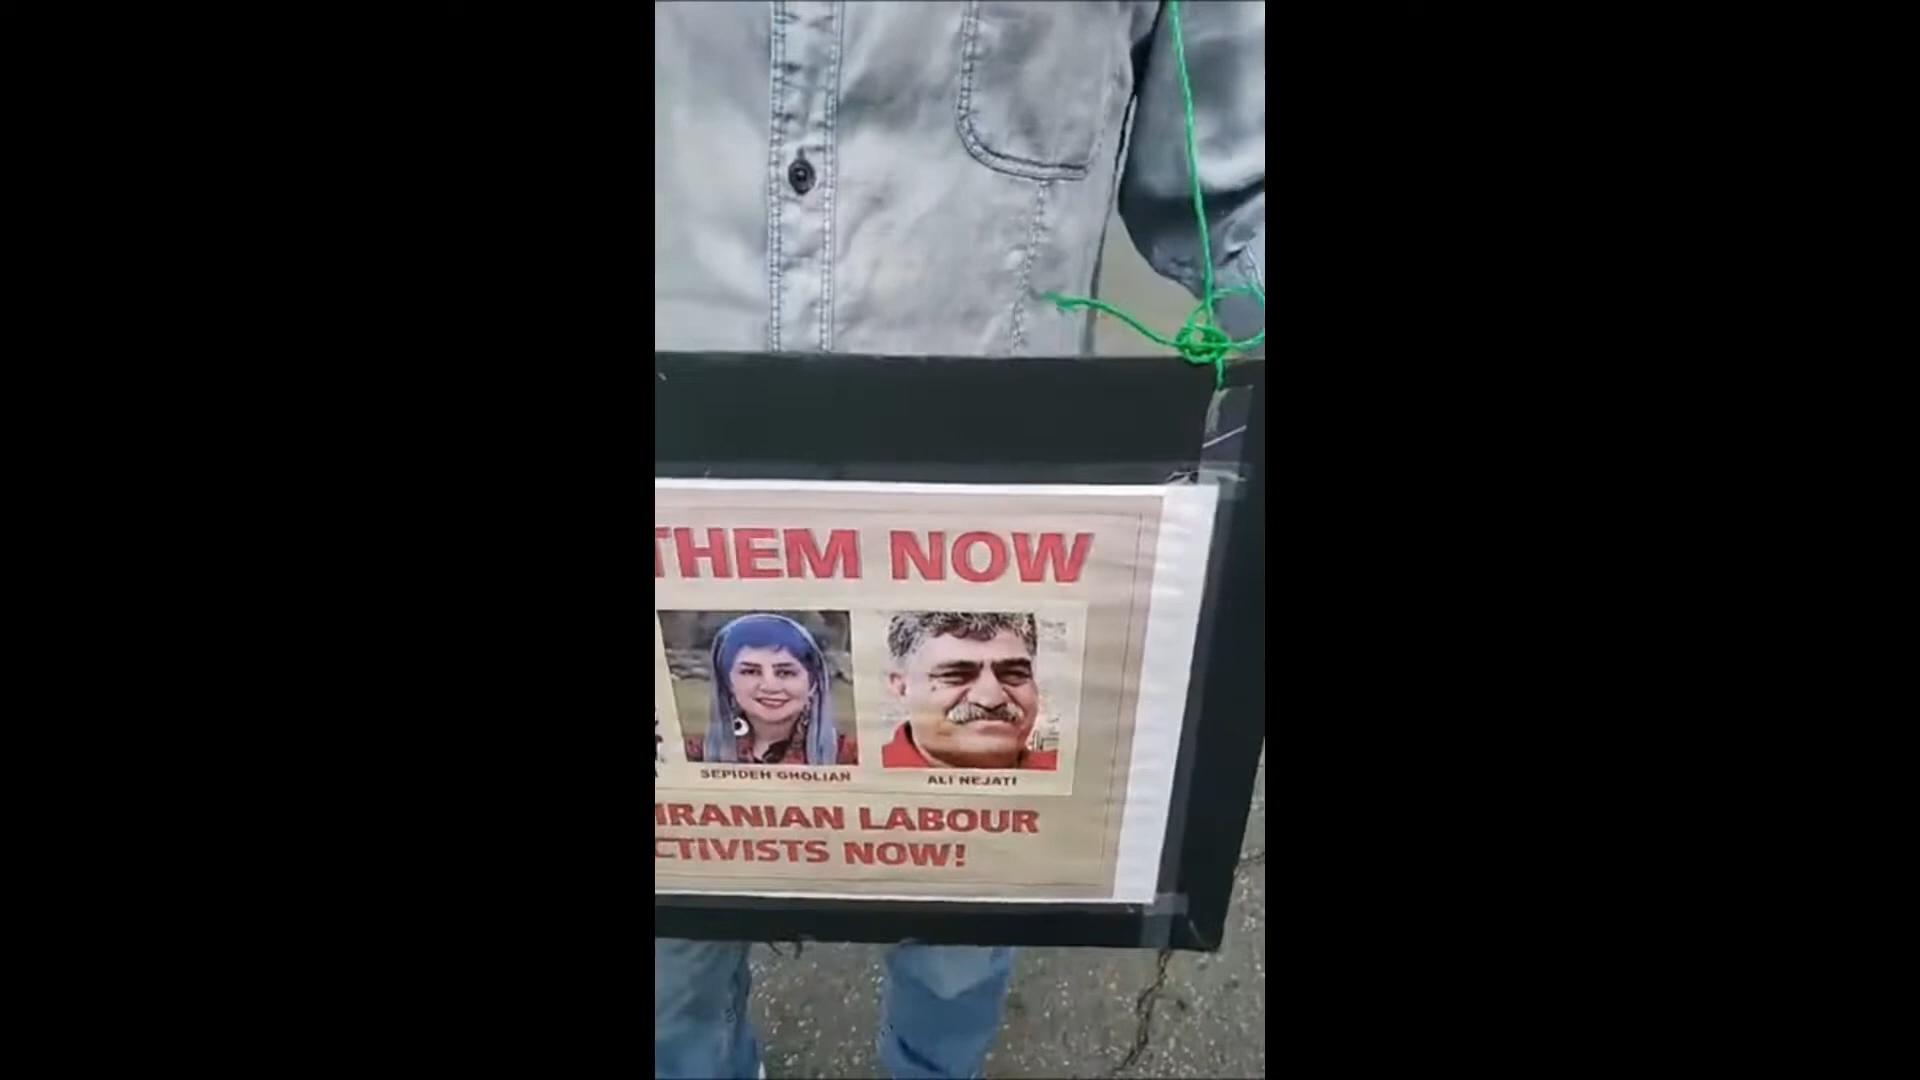 THEM NOW
SEPIDEH GHOLIAN
ALI NEJATI
IRANIAN LABOUR
CTIVISTS NOW!